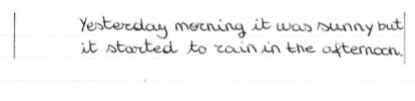 Yesterday morning it was sunny but
it started to rain in the afternoon.